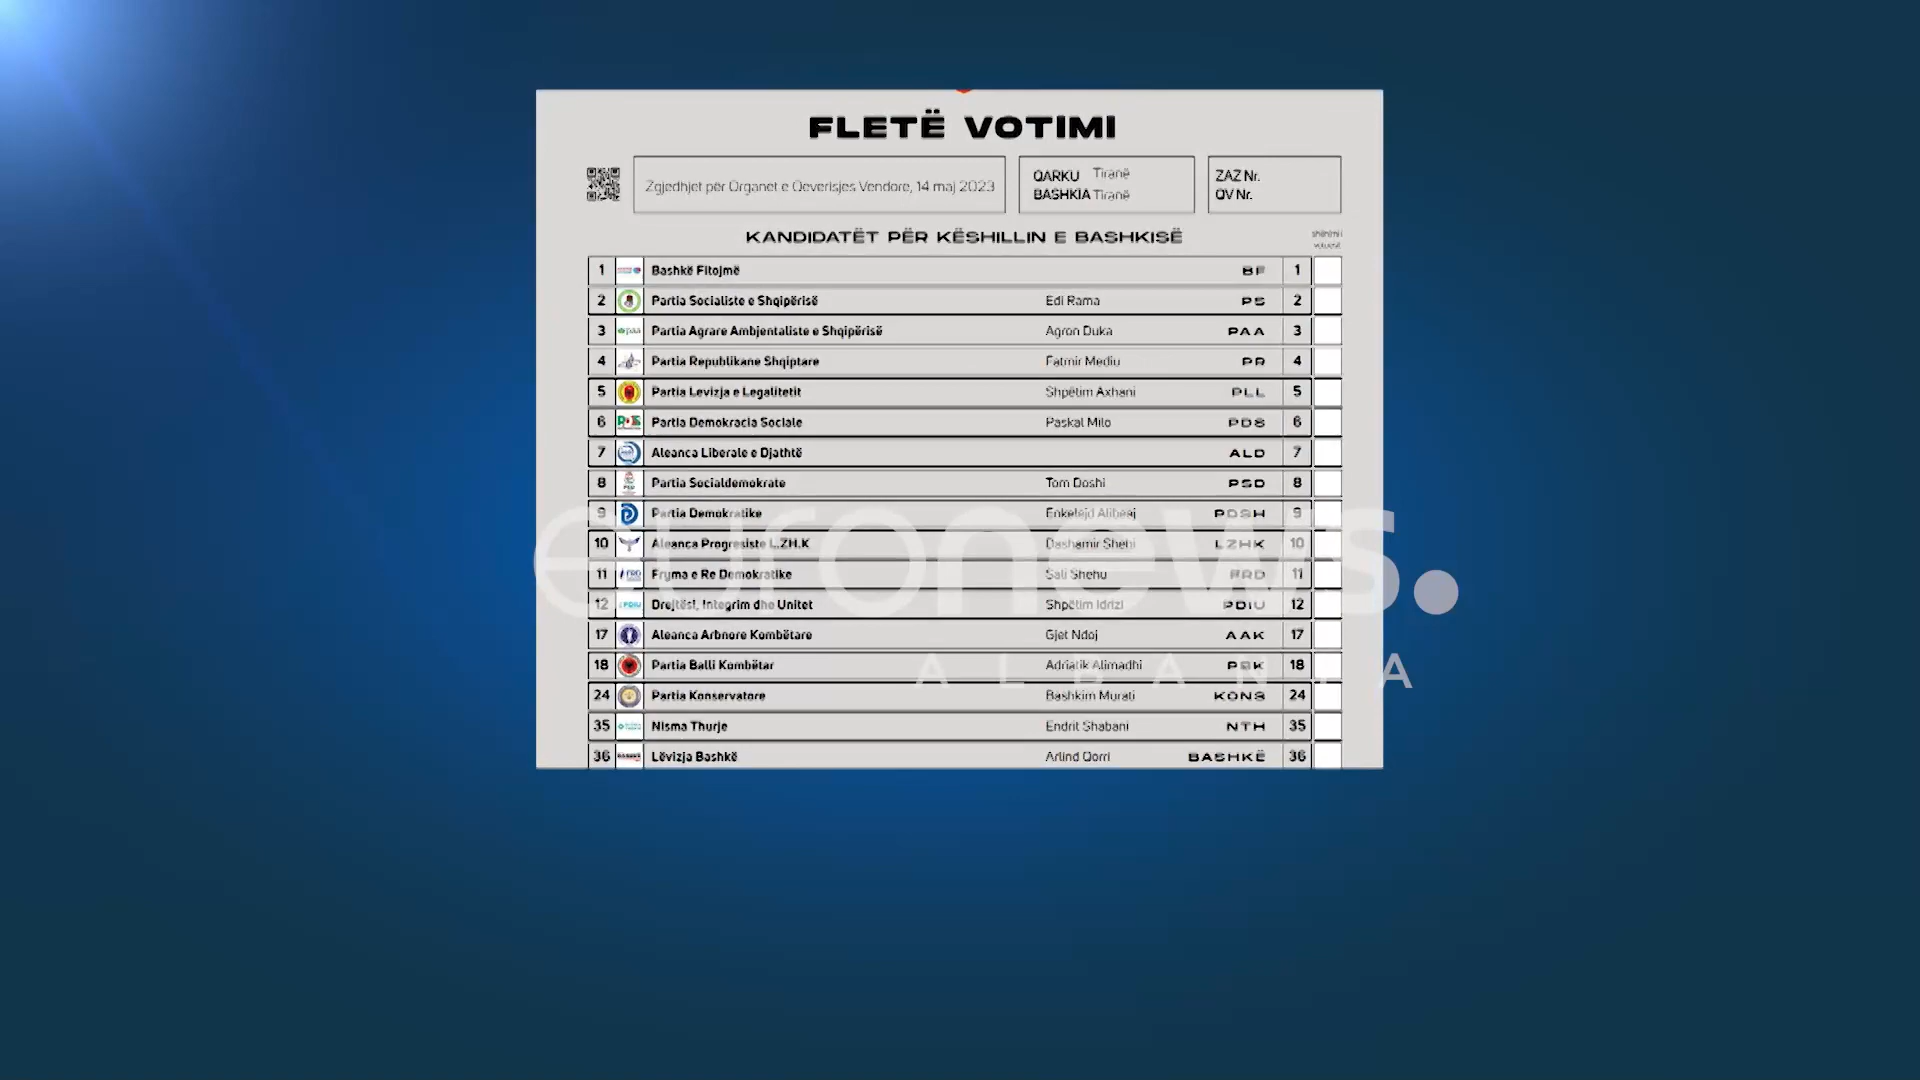 FLETË VOTIMI
Zgjedhjet për Organet e Qeverisjes Vendore, 14 maj 2023
QARKU Tiranë
BASHKIA Tiranë
ZAZ Nr.
QV Nr.
KANDIDATËT PËR KËSHILLIN E BASHKISË
1 Bashkë Fitojmë BF 1
2 Partia Socialiste e Shqipërisë Edi Rama PS 2
3 paa Partia Agrare Ambjentaliste e Shqipërisë Agron Duka PAA 3
4 Partia Republikane Shqiptare Fatmir Mediu PR 4
5 Partia Levizja e Legalitetit Shpëtim Axhani PLL 5
6 Partia Demokracia Sociale Paskal Milo PDS 6
7 Aleanca Liberale e Djathtë ALD 7
8 Partia Socialdemokrate Tom Doshi PSD 8
9 Partia Demokratike Enkelejd Alibeaj PDSH 9
10 Aleanca Progresiste L.ZH.K Dashamir Shehi LZHK 10
11 FRD Fryma e Re Demokratike Sali Shehu FRD 11
12 PDIU Drejtësi, Integrim dhe Unitet Shpëtim Idrizi PDIU 12
17 Aleanca Arbnore Kombëtare Gjet Ndoj AAK 17
18 Partia Balli Kombëtar Adriatik Alimadhi PBK 18
24 Partia Konservatore Bashkim Murati KONS 24
35 Nisma Thurje Endrit Shabani NTH 35
36 BASHKË Lëvizja Bashkë Arlind Qorri BASHKË 36
euronews.
ALBANIA